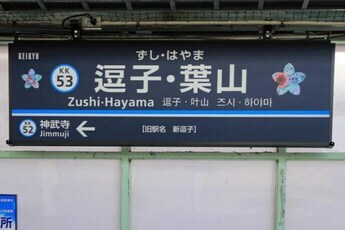 KEIKYU
KK
53
ずし・はやま
逗子・葉山
Zushi·Hayama 逗子・叶山 즈시・하야마
KK
52
神武寺
Jimmuji
【旧駅名 新逗子】
所